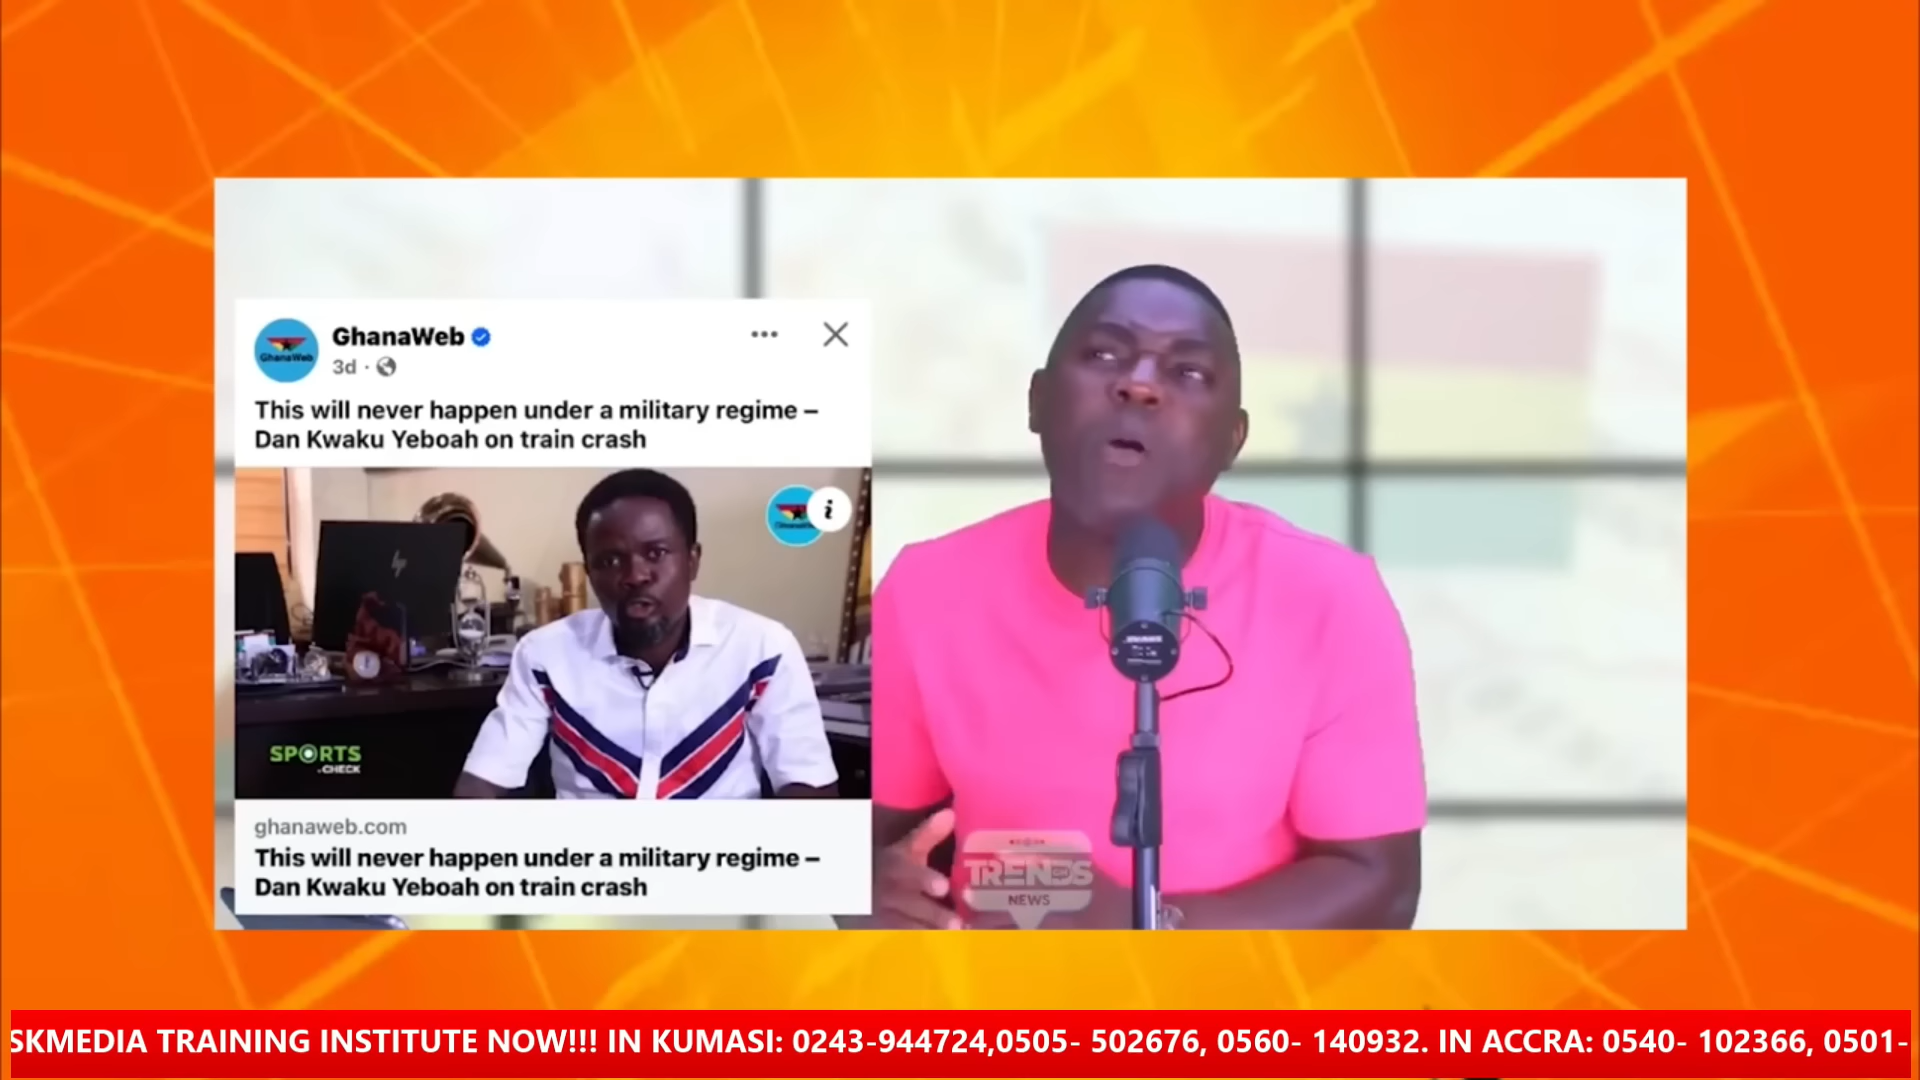 GhanaWeb
3d ·
This will never happen under a military regime –
Dan Kwaku Yeboah on train crash
GhanaWeb
SPORTS
CHECK
ghanaweb.com
This will never happen under a military regime –
Dan Kwaku Yeboah on train crash
TRENDS
NEWS
SKMEDIA TRAINING INSTITUTE NOW!!! IN KUMASI: 0243-944724,0505- 502676, 0560- 140932. IN ACCRA: 0540- 102366, 0501-